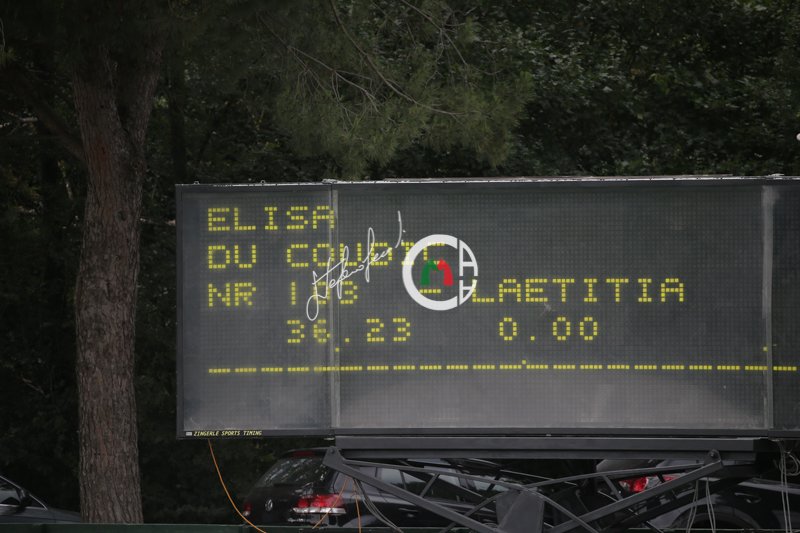 ELISA
DU
NR - LAETITIA
36.23 0.00
ZINGERLE SPORTS TIMING